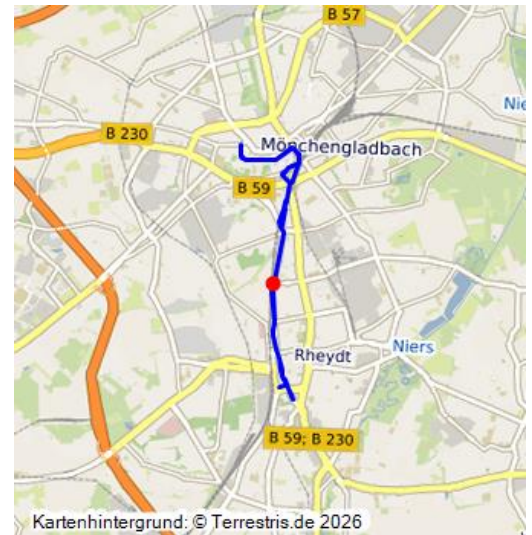 B 57
Nie
B 230
Mönchengladbach
B 59
Rheydt
Niers
B 59; B 230
Kartenhintergrund: © Terrestris.de 2026